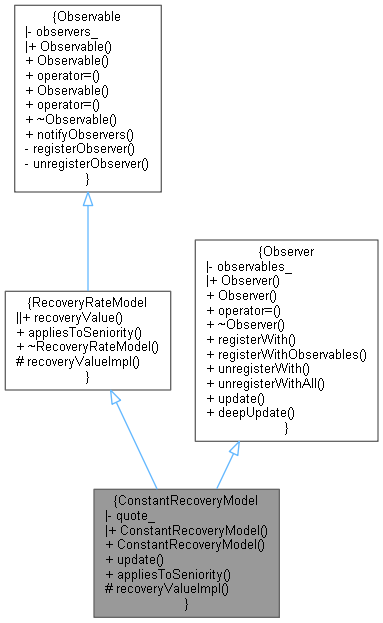 {Observable
|- observers_
|+ Observable()
+ Observable()
+ operator=()
+ Observable()
+ operator=()
+ ~Observable()
+ notifyObservers()
- registerObserver()
- unregisterObserver()
}
{Observer
|- observables_
|+ Observer()
+ Observer()
+ operator=()
+ ~Observer()
+ registerWith()
+ registerWithObservables()
+ unregisterWith()
+ unregisterWithAll()
+ update()
+ deepUpdate()
}
{RecoveryRateModel
||+ recoveryValue()
+ appliesToSeniority()
+ ~RecoveryRateModel()
# recoveryValueImpl()
}
{ConstantRecoveryModel
|- quote_
|+ ConstantRecoveryModel()
+ ConstantRecoveryModel()
+ update()
+ appliesToSeniority()
# recoveryValueImpl()
}